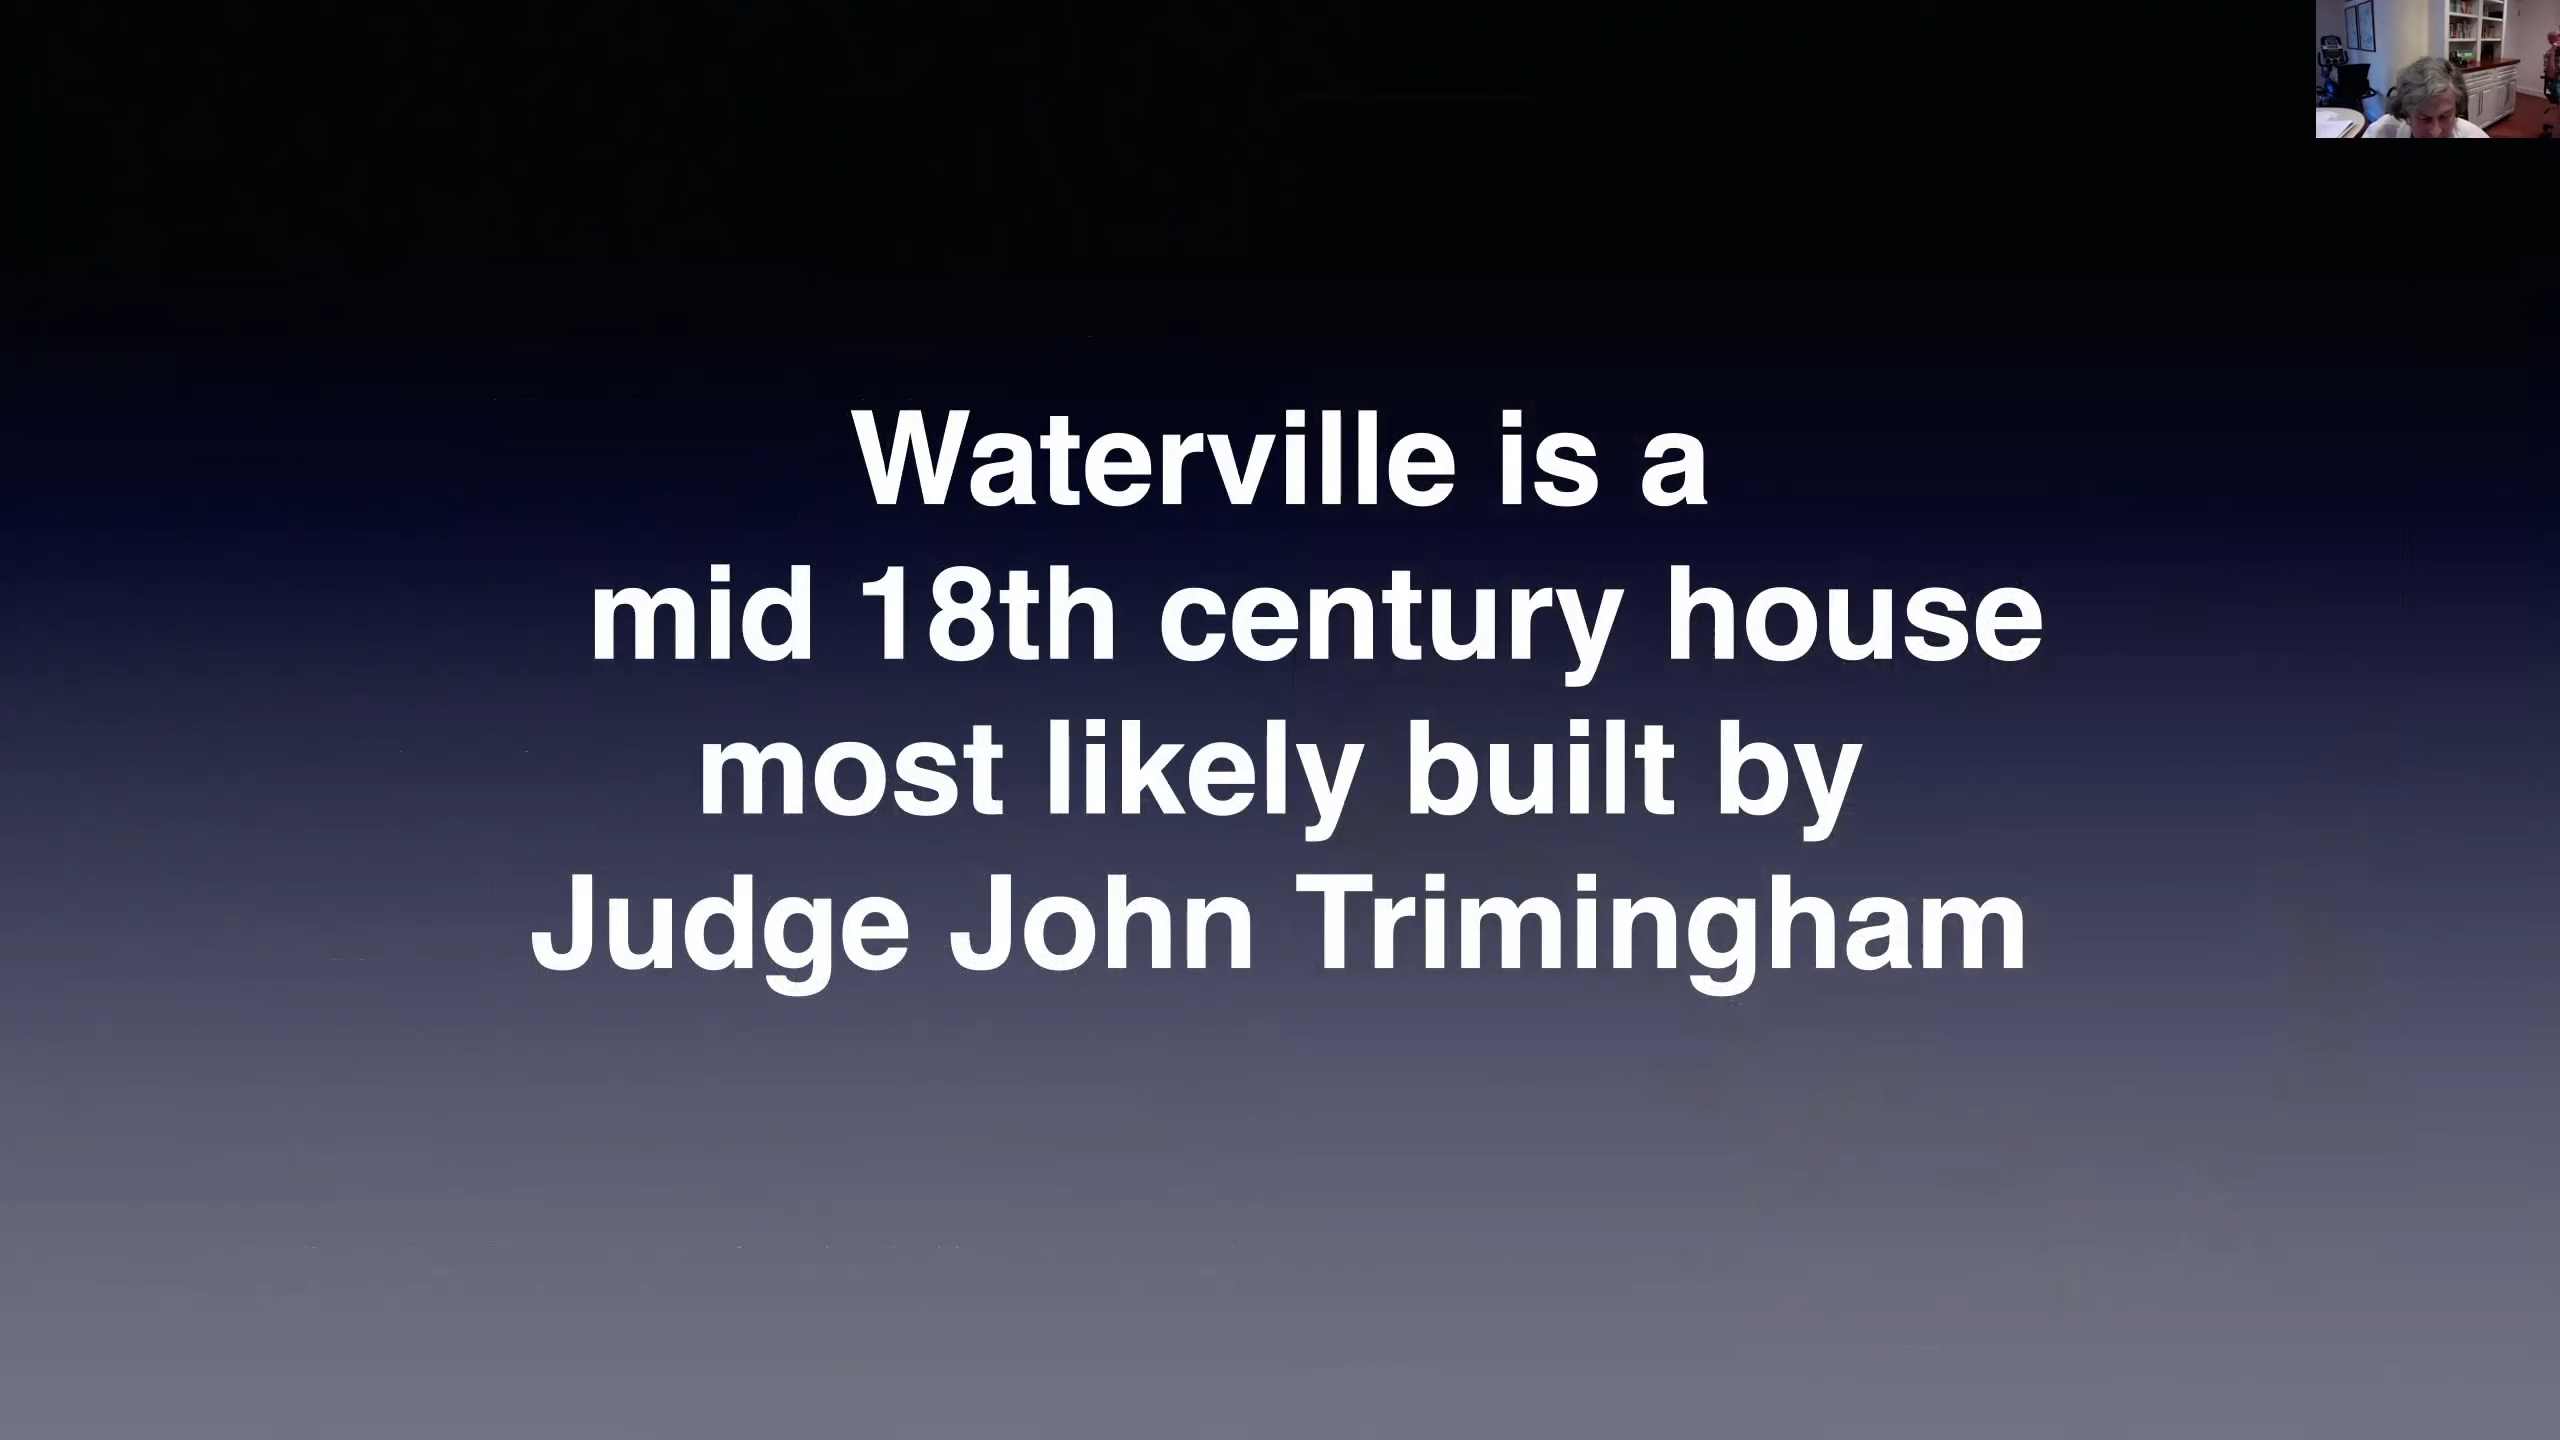 Waterville is a
mid 18th century house
most likely built by
Judge John Trimingham